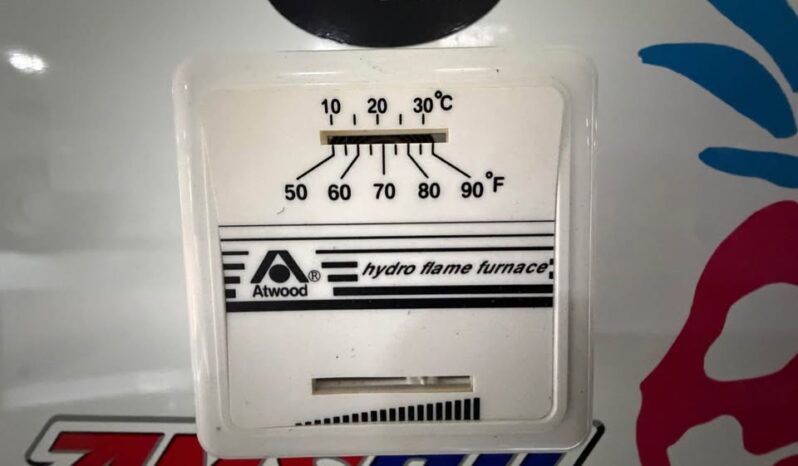 10 20 30 °C
50 60 70 80 90 °F
Atwood ® hydro flame furnace